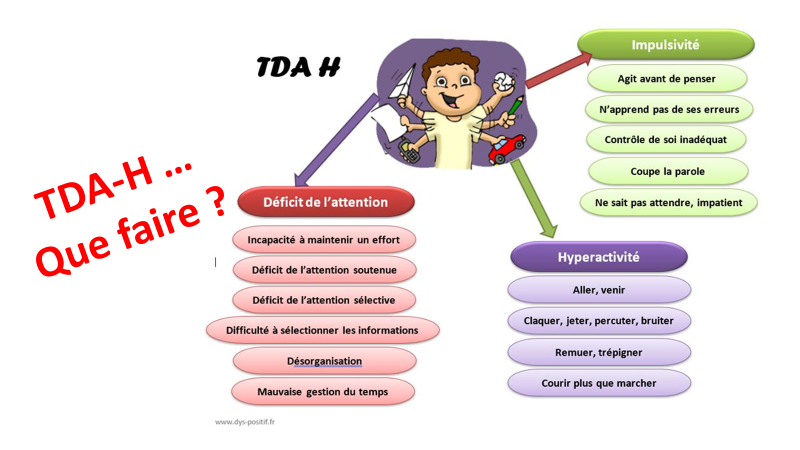 TDA H
TDA-H ...
Que faire ?
Déficit de l'attention
Incapacité à maintenir un effort
Déficit de l'attention soutenue
Déficit de l'attention sélective
Difficulté à sélectionner les informations
Désorganisation
Mauvaise gestion du temps
Impulsivité
Agit avant de penser
N'apprend pas de ses erreurs
Contrôle de soi inadéquat
Coupe la parole
Ne sait pas attendre, impatient
Hyperactivité
Aller, venir
Claquer, jeter, percuter, bruiter
Remuer, trépigner
Courir plus que marcher
www.dys-positif.fr